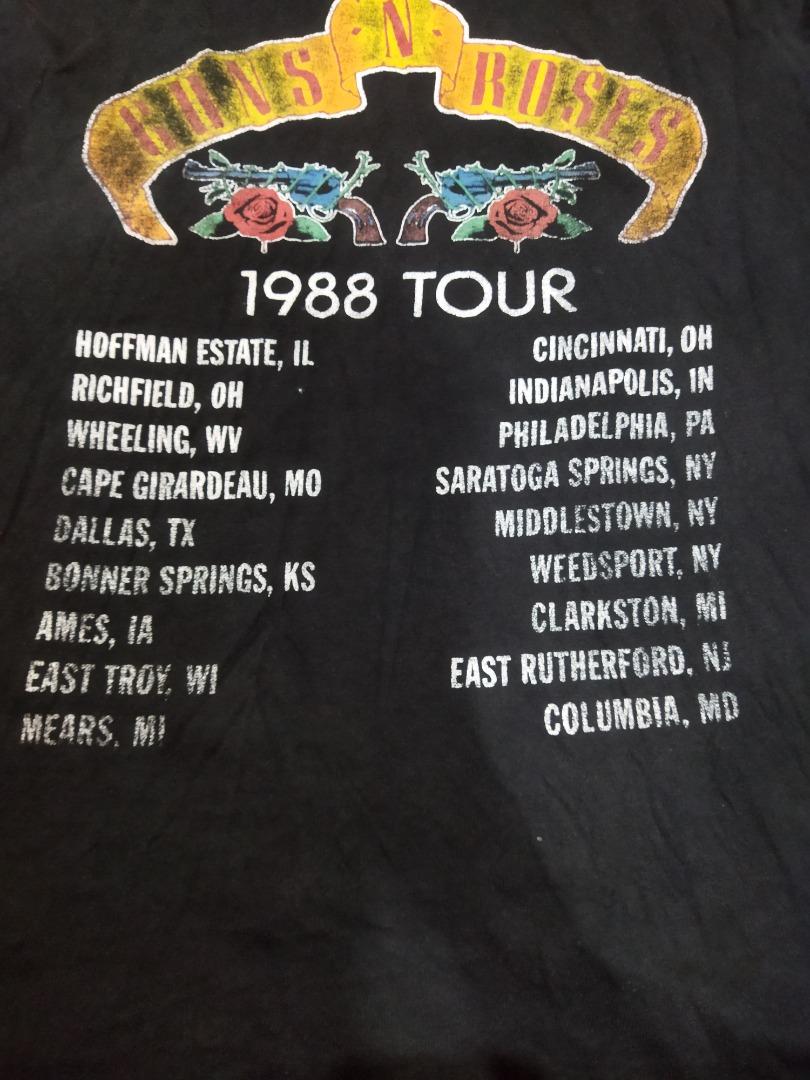 GUNS N ROSES
1988 TOUR
HOFFMAN ESTATE, IL
RICHFIELD, OH
WHEELING, WV
CAPE GIRARDEAU, MO
DALLAS, TX
BONNER SPRINGS, KS
AMES, IA
EAST TROY, WI
MEARS, MI
CINCINNATI, OH
INDIANAPOLIS, IN
PHILADELPHIA, PA
SARATOGA SPRINGS, NY
MIDDLESTOWN, NY
WEEDSPORT, NY
CLARKSTON, MI
EAST RUTHERFORD, NJ
COLUMBIA, MD